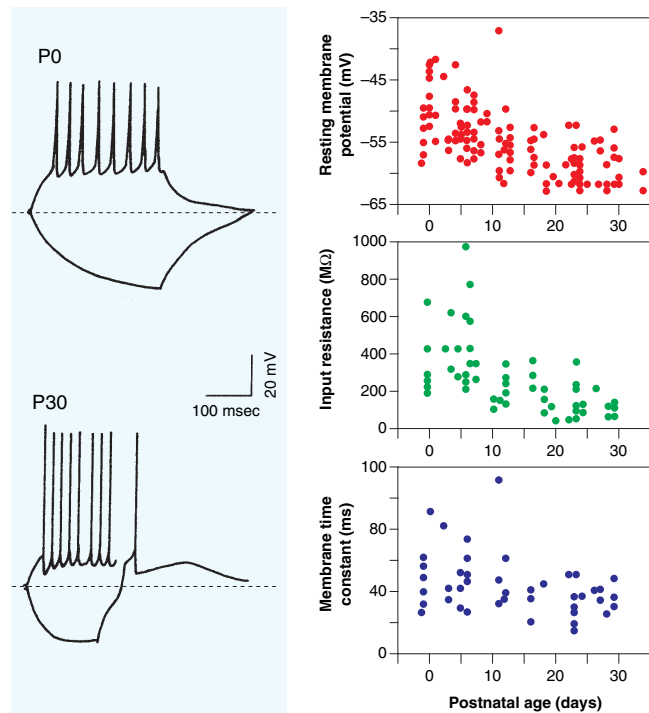 P0
20 mV
100 msec
P30
Resting membrane
potential (mV)
–35
–45
–55
–65
0
10
20
30
Input resistance (MΩ)
1000
800
600
400
200
0
0
10
20
30
Membrane time
constant (ms)
100
80
60
40
20
0
0
10
20
30
Postnatal age (days)